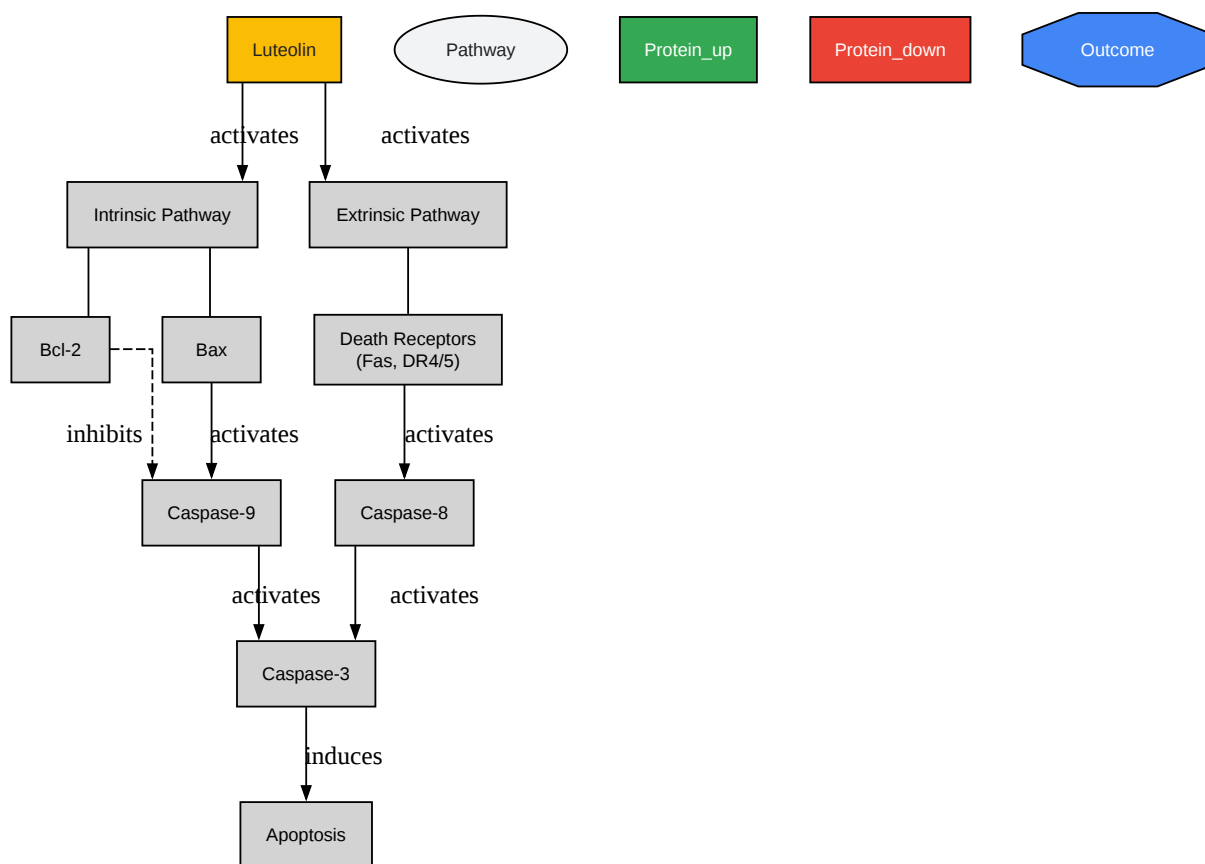 Luteolin
Pathway
Protein_up
Protein_down
Outcome
activates
activates
Intrinsic Pathway
Extrinsic Pathway
Bcl-2
Bax
Death Receptors
(Fas, DR4/5)
inhibits
activates
activates
Caspase-9
Caspase-8
activates
activates
Caspase-3
induces
Apoptosis